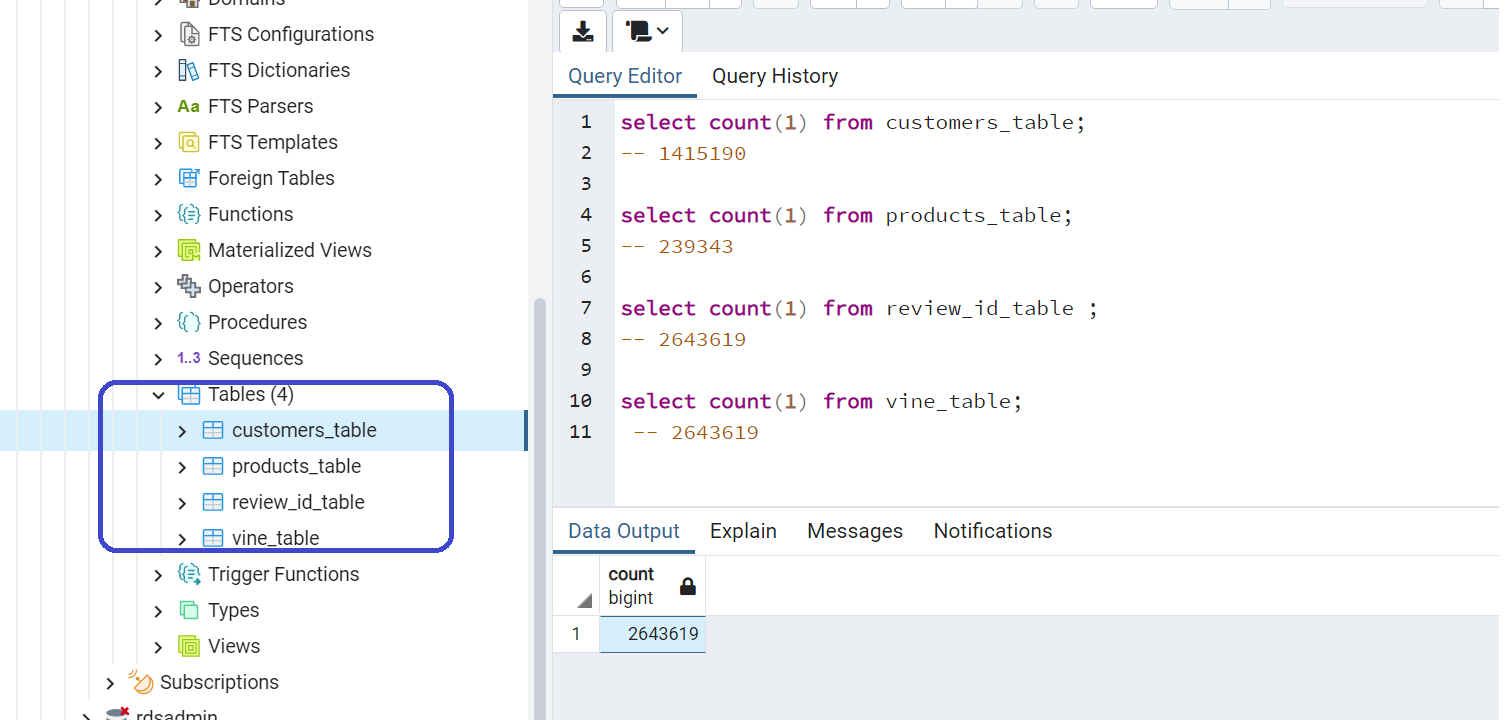 Domains
FTS Configurations
FTS Dictionaries
Aa FTS Parsers
FTS Templates
Foreign Tables
Functions
Materialized Views
Operators
Procedures
1..3 Sequences
Tables (4)
customers_table
products_table
review_id_table
vine_table
Trigger Functions
Types
Views
Subscriptions
rdsadmin
Query Editor Query History
1 select count(1) from customers_table;
2 -- 1415190
3
4 select count(1) from products_table;
5 -- 239343
6
7 select count(1) from review_id_table ;
8 -- 2643619
9
10 select count(1) from vine_table;
11 -- 2643619
Data Output Explain Messages Notifications
count
bigint
1 2643619